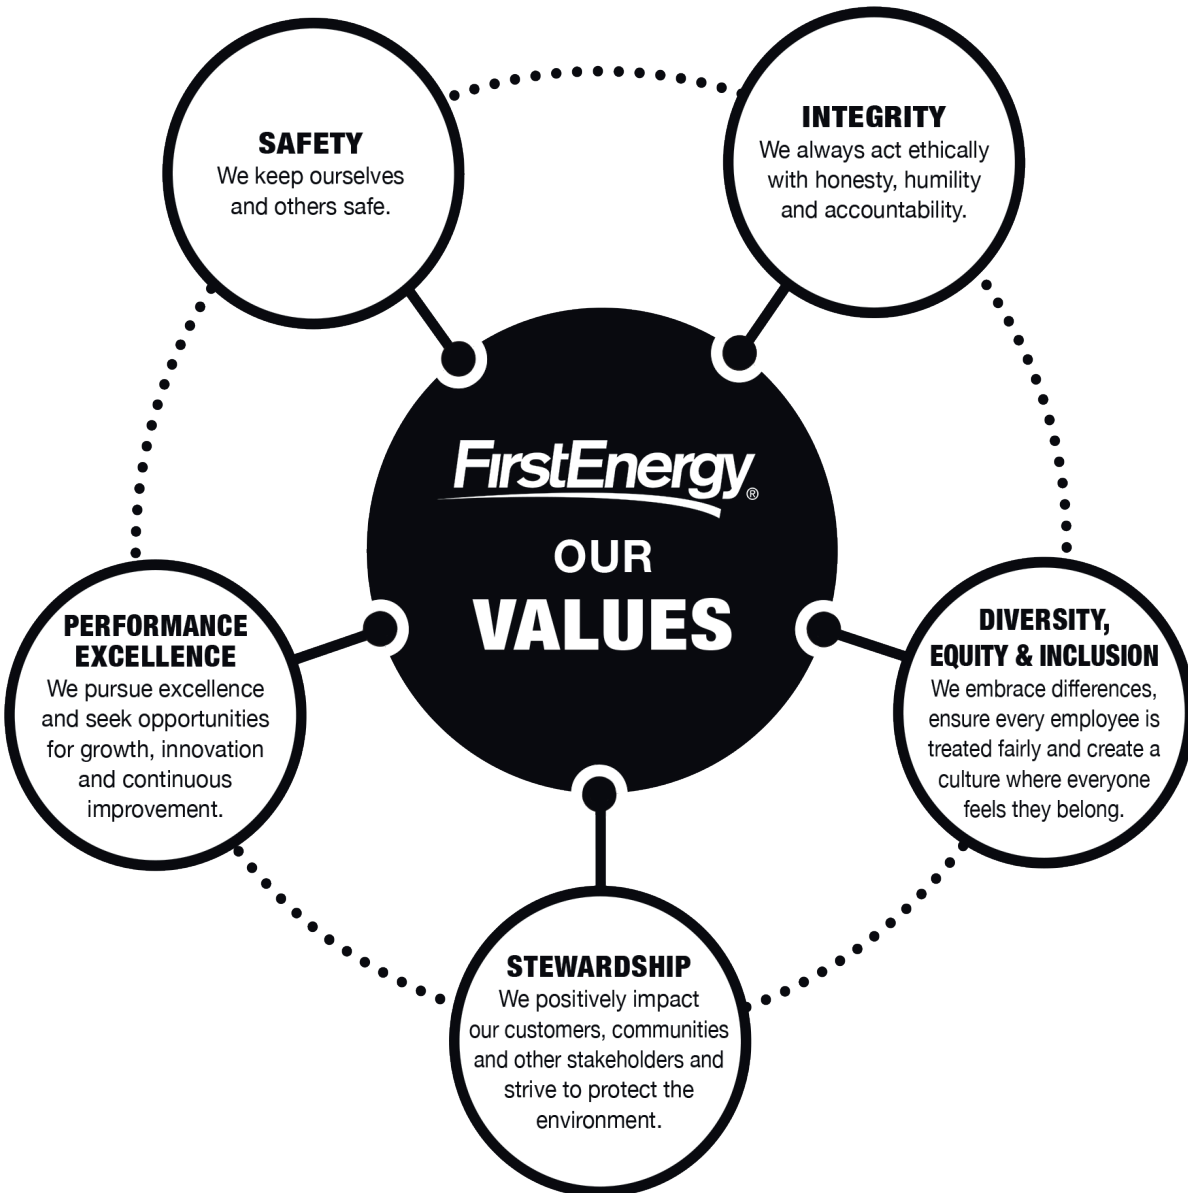 SAFETY
We keep ourselves
and others safe.
INTEGRITY
We always act ethically
with honesty, humility
and accountability.
FirstEnergy®
OUR
VALUES
PERFORMANCE
EXCELLENCE
We pursue excellence
and seek opportunities
for growth, innovation
and continuous
improvement.
DIVERSITY,
EQUITY & INCLUSION
We embrace differences,
ensure every employee is
treated fairly and create a
culture where everyone
feels they belong.
STEWARDSHIP
We positively impact
our customers, communities
and other stakeholders and
strive to protect the
environment.